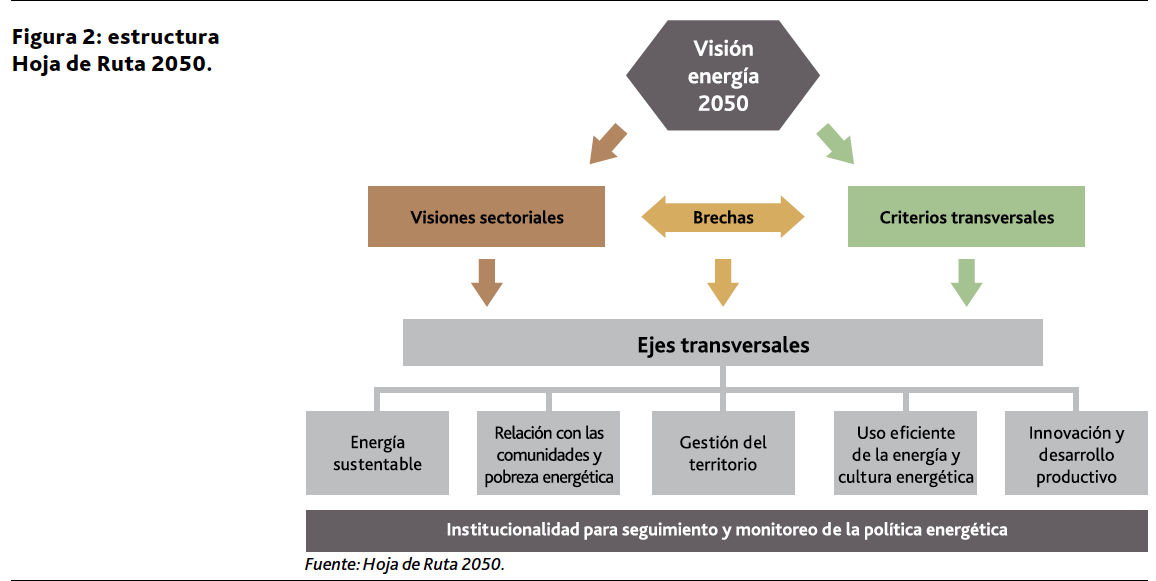 Figura 2: estructura
Hoja de Ruta 2050.
Visión
energía
2050
Visiones sectoriales
Brechas
Criterios transversales
Ejes transversales
Energía
sustentable
Relación con las
comunidades y
pobreza energética
Gestión del
territorio
Uso eficiente
de la energía y
cultura energética
Innovación y
desarrollo
productivo
Institucionalidad para seguimiento y monitoreo de la política energética
Fuente: Hoja de Ruta 2050.